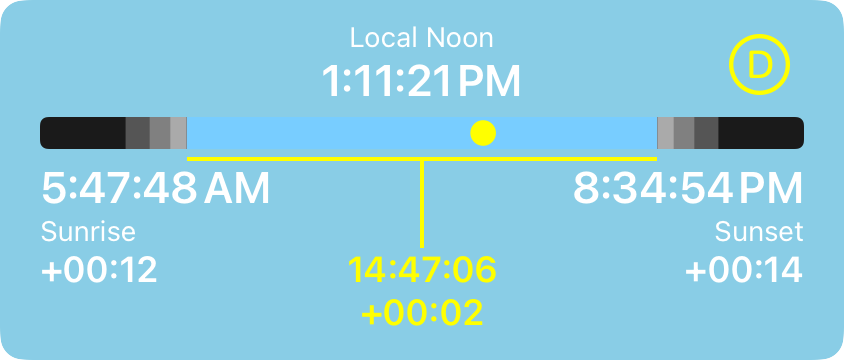 Local Noon
1:11:21 PM
D
5:47:48 AM
8:34:54 PM
Sunrise
Sunset
+00:12
14:47:06
+00:14
+00:02